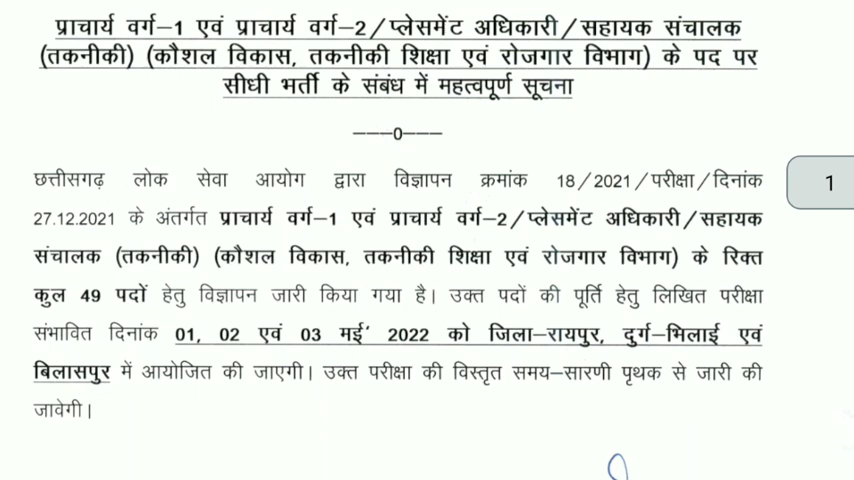 प्राचार्य वर्ग–1 एवं प्राचार्य वर्ग–2/प्लेसमेंट अधिकारी/सहायक संचालक
(तकनीकी) (कौशल विकास, तकनीकी शिक्षा एवं रोजगार विभाग) के पद पर
सीधी भर्ती के संबंध में महत्वपूर्ण सूचना
–––0–––
छत्तीसगढ़ लोक सेवा आयोग द्वारा विज्ञापन क्रमांक 18/2021/परीक्षा/दिनांक
27.12.2021 के अंतर्गत प्राचार्य वर्ग–1 एवं प्राचार्य वर्ग–2/प्लेसमेंट अधिकारी/सहायक
संचालक (तकनीकी) (कौशल विकास, तकनीकी शिक्षा एवं रोजगार विभाग) के रिक्त
कुल 49 पदों हेतु विज्ञापन जारी किया गया है। उक्त पदों की पूर्ति हेतु लिखित परीक्षा
संभावित दिनांक 01, 02 एवं 03 मई' 2022 को जिला–रायपुर, दुर्ग–भिलाई एवं
बिलासपुर में आयोजित की जाएगी। उक्त परीक्षा की विस्तृत समय–सारणी पृथक से जारी की
जावेगी।
1